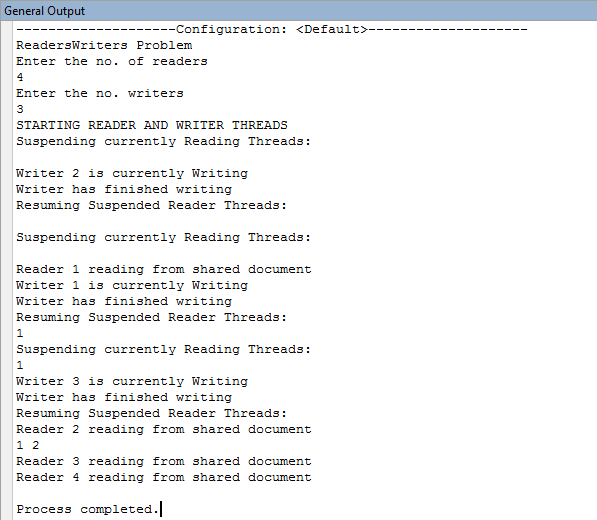 General Output
--------------------Configuration: <Default>--------------------
ReadersWriters Problem
Enter the no. of readers
4
Enter the no. writers
3
STARTING READER AND WRITER THREADS
Suspending currently Reading Threads:
Writer 2 is currently Writing
Writer has finished writing
Resuming Suspended Reader Threads:
Suspending currently Reading Threads:
Reader 1 reading from shared document
Writer 1 is currently Writing
Writer has finished writing
Resuming Suspended Reader Threads:
1
Suspending currently Reading Threads:
1
Writer 3 is currently Writing
Writer has finished writing
Resuming Suspended Reader Threads:
Reader 2 reading from shared document
1 2
Reader 3 reading from shared document
Reader 4 reading from shared document
Process completed.